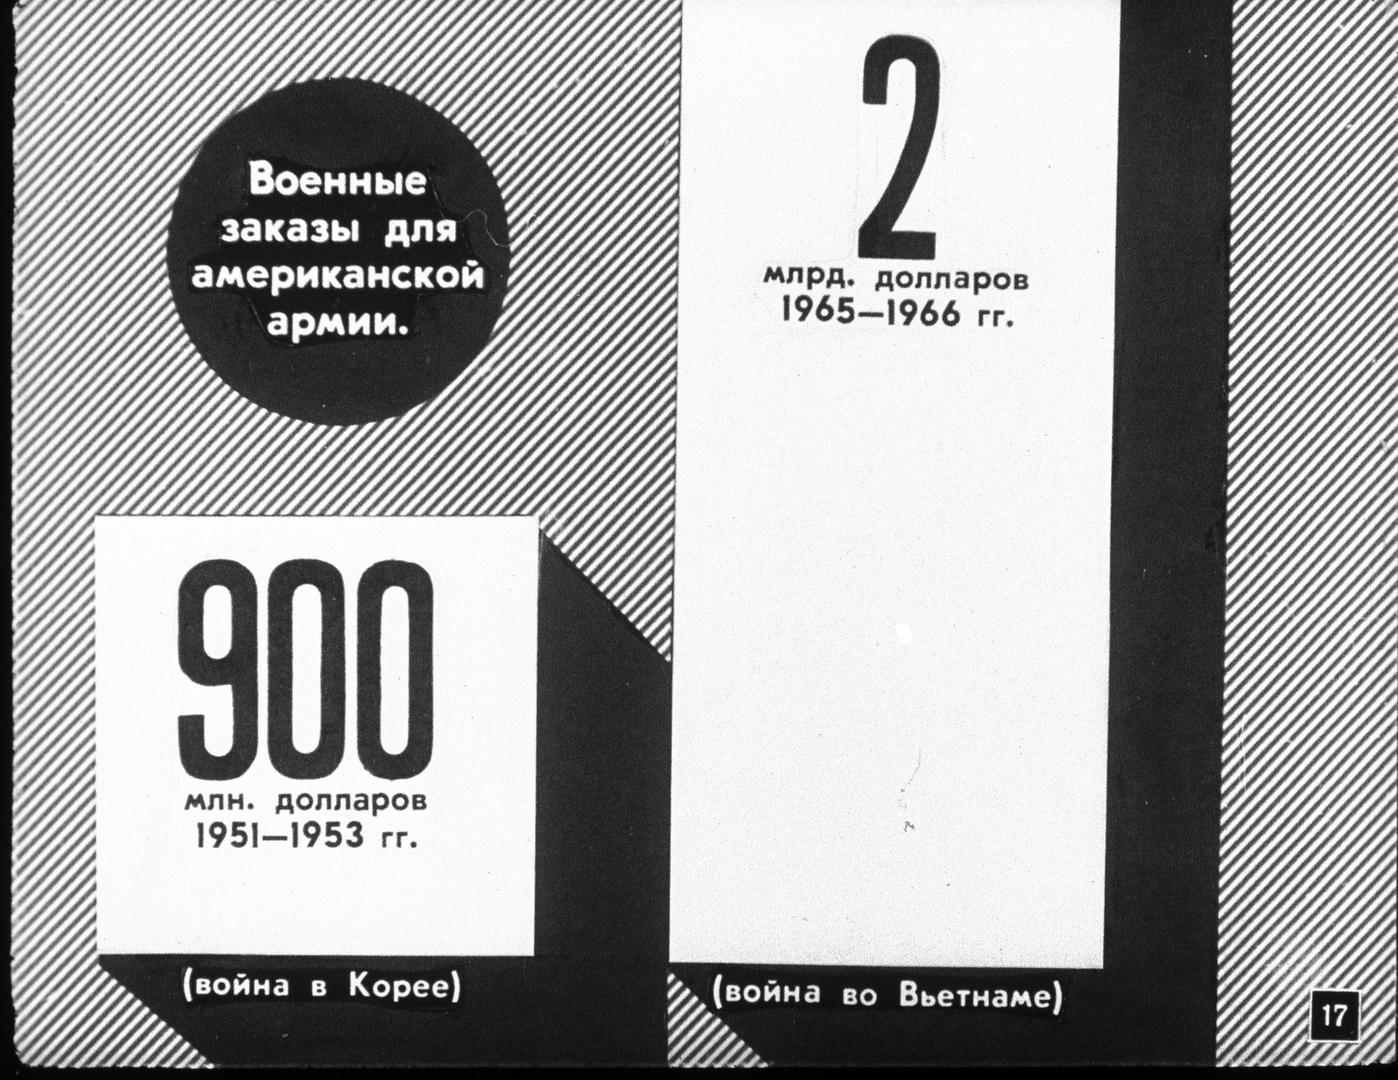 Военные
заказы для
американской
армии.
900
млн. долларов
1951—1953 гг.
(война в Корее)
2
млрд. долларов
1965—1966 гг.
(война во Вьетнаме)
17